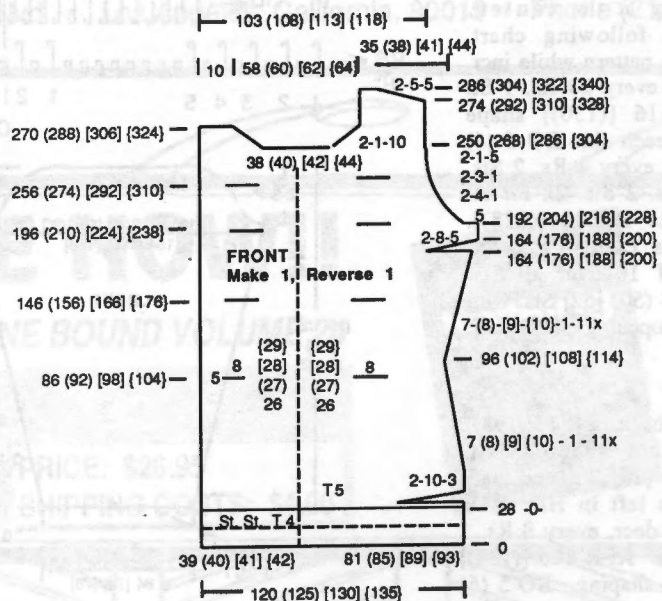 103 (108) [113] {118}
35 (38) [41] {44}
10 58 (60) [62] {64}
2-5-5
286 (304) [322] {340}
274 (292) [310] {328}
270 (288) [306] {324}
2-1-10
250 (268) [286] {304}
38 (40) [42] {44}
2-1-5
2-3-1
2-4-1
256 (274) [292] {310}
5
192 (204) [216] {228}
196 (210) [224] {238}
2-8-5
164 (176) [188] {200}
164 (176) [188] {200}
FRONT
Make 1, Reverse 1
146 (156) [166] {176}
7-(8)-[9]-{10}-1-11x
{29} {29}
[28] [28]
(27) (27)
26 26
96 (102) [108] {114}
86 (92) [98] {104}
5 8
8
7 (8) [9] {10} - 1 - 11x
2-10-3
T5
28 -0-
St. St. T.4
0
39 (40) [41] {42}
81 (85) [89] {93}
120 (125) [130] {135}